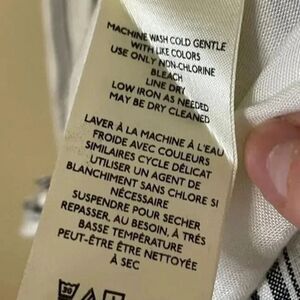 MACHINE WASH COLD GENTLE
WITH LIKE COLORS
USE ONLY NON-CHLORINE
BLEACH
LINE DRY
LOW IRON AS NEEDED
MAY BE DRY CLEANED
LAVER À LA MACHINE À L'EAU
FROIDE AVEC COULEURS
SIMILAIRES CYCLE DÉLICAT
UTILISER UN AGENT DE
BLANCHIMENT SANS CHLORE SI
NÉCESSAIRE
SUSPENDRE POUR SÉCHER
REPASSER, AU BESOIN, À TRÈS
BASSE TEMPÉRATURE
PEUT-ÊTRE ÊTRE NETTOYÉE
À SEC
30